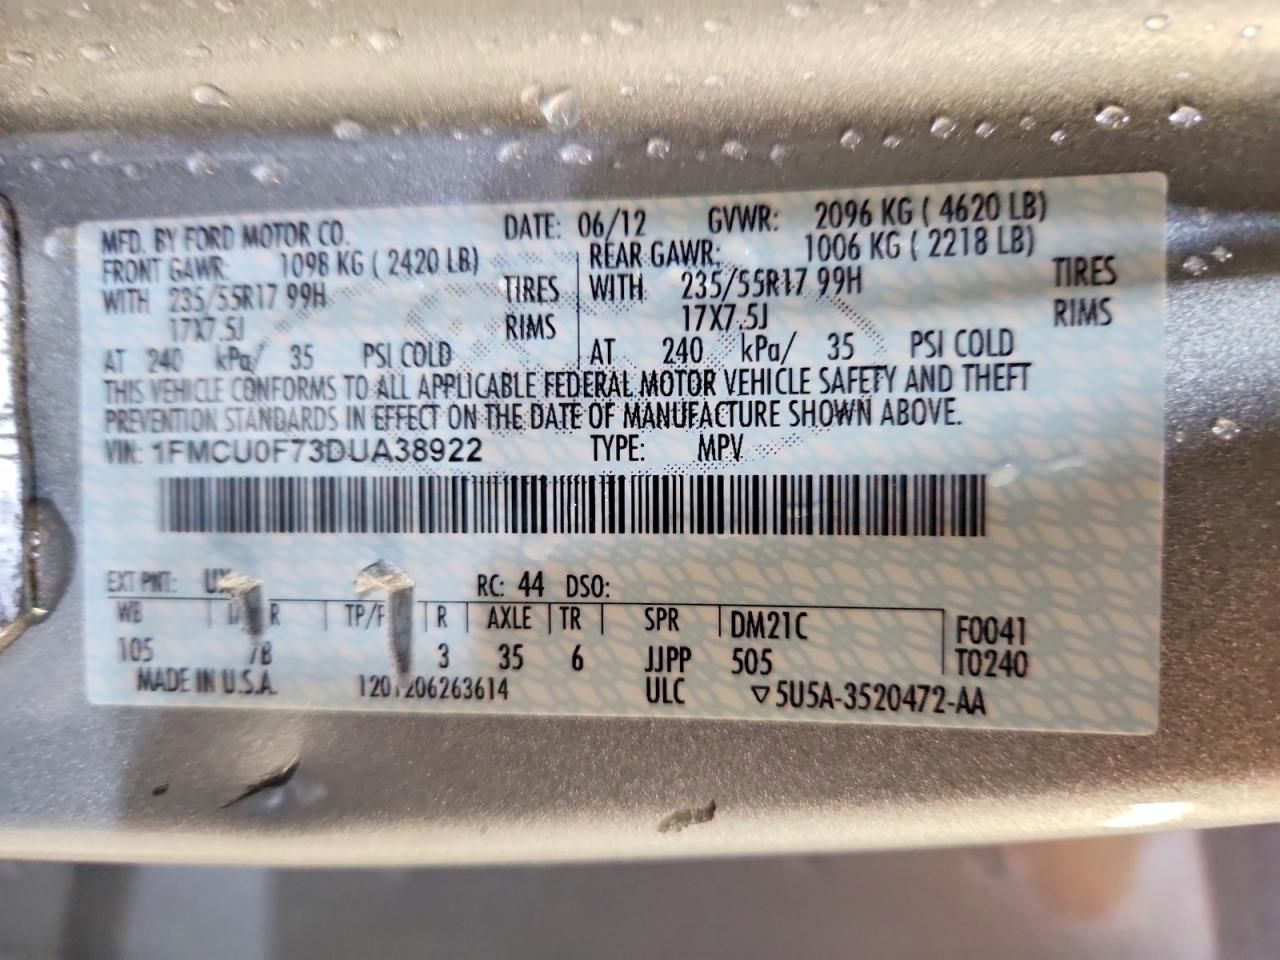 MFD. BY FORD MOTOR CO. DATE: 06/12 GVWR: 2096 KG ( 4620 LB)
FRONT GAWR: 1098 KG ( 2420 LB) REAR GAWR: 1006 KG ( 2218 LB)
WITH 235/55R17 99H TIRES WITH 235/55R17 99H TIRES
17X7.5J RIMS 17X7.5J RIMS
AT 240 kPa/ 35 PSI COLD AT 240 kPa/ 35 PSI COLD
THIS VEHICLE CONFORMS TO ALL APPLICABLE FEDERAL MOTOR VEHICLE SAFETY AND THEFT
PREVENTION STANDARDS IN EFFECT ON THE DATE OF MANUFACTURE SHOWN ABOVE.
VIN: 1FMCU0F73DUA38922 TYPE: MPV
EXT PNT: RC: 44 DSO:
WB R TP/ R AXLE TR SPR DM21C F0041
105 3 35 6 JJPP 505 T0240
MADE IN U.S.A. 1201206263614 ULC ▽5U5A-3520472-AA